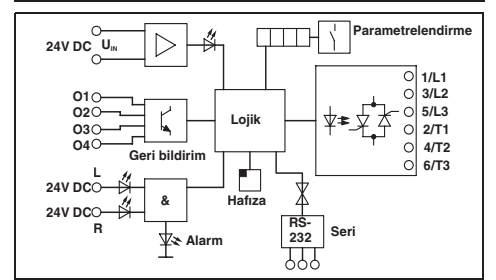 Parametrelendirme
24V DC
U IN
1/L1
3/L2
5/L3
2/T1
4/T2
6/T3
O1
O2
O3
O4
Lojik
Geri bildirim
L
24V DC
24V DC
R
&
Hafıza
Alarm
RS-
232
Seri